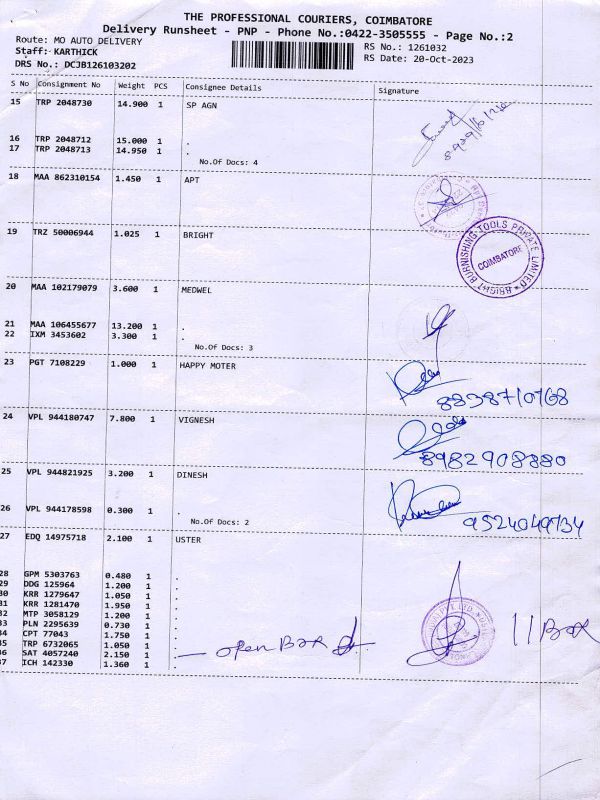 THE PROFESSIONAL COURIERS, COIMBATORE
Delivery Runsheet - PNP - Phone No.:0422-3505555 - Page No.:2
Route: MO AUTO DELIVERY
RS No.: 1261032
Staff: KARTHICK
RS Date: 20-Oct-2023
DRS No.: DCJB126103202
S No Consignment No Weight PCS Consignee Details Signature
15 TRP 2048730 14.900 1 SP AGN
16 TRP 2048712 15.000 1 .
17 TRP 2048713 14.950 1 .
No.Of Docs: 4
18 MAA 862310154 1.450 1 APT
19 TRZ 50006944 1.025 1 BRIGHT
BRIGHT BURNISHING TOOLS PRIVATE LIMITED
COIMBATORE
20 MAA 102179079 3.600 1 MEDWEL
21 MAA 106455677 13.200 1 .
22 IXM 3453602 3.300 1 .
No.Of Docs: 3
23 PGT 7108229 1.000 1 HAPPY MOTER
8838710768
24 VPL 944180747 7.800 1 VIGNESH
8982908880
25 VPL 944821925 3.200 1 DINESH
26 VPL 944178598 0.300 1 .
9524049734
No.Of Docs: 2
27 EDQ 14975718 2.100 1 USTER
28 GPM 5303763 0.480 1 .
29 DDG 125964 1.200 1 .
30 KRR 1279647 1.050 1 .
31 KRR 1281470 1.950 1 .
32 MTP 3058129 1.200 1 .
33 PLN 2295639 0.730 1 .
34 CPT 77043 1.750 1 .
35 TRP 6732065 1.050 1 .
36 SAT 4057240 2.150 1 .
37 ICH 142330 1.360 1 .
open Box
11 Box